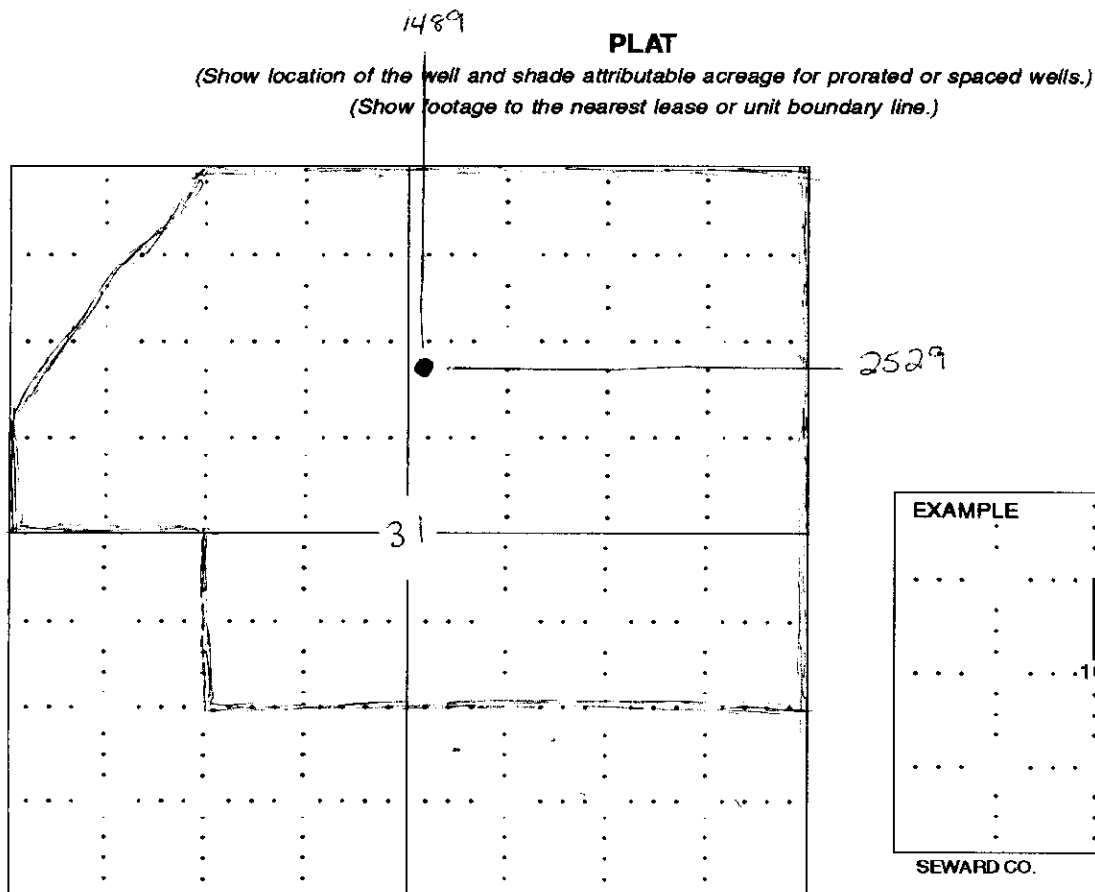 1489
PLAT
(Show location of the well and shade attributable acreage for prorated or spaced wells.)
(Show footage to the nearest lease or unit boundary line.)
2529
31
EXAMPLE
SEWARD CO.